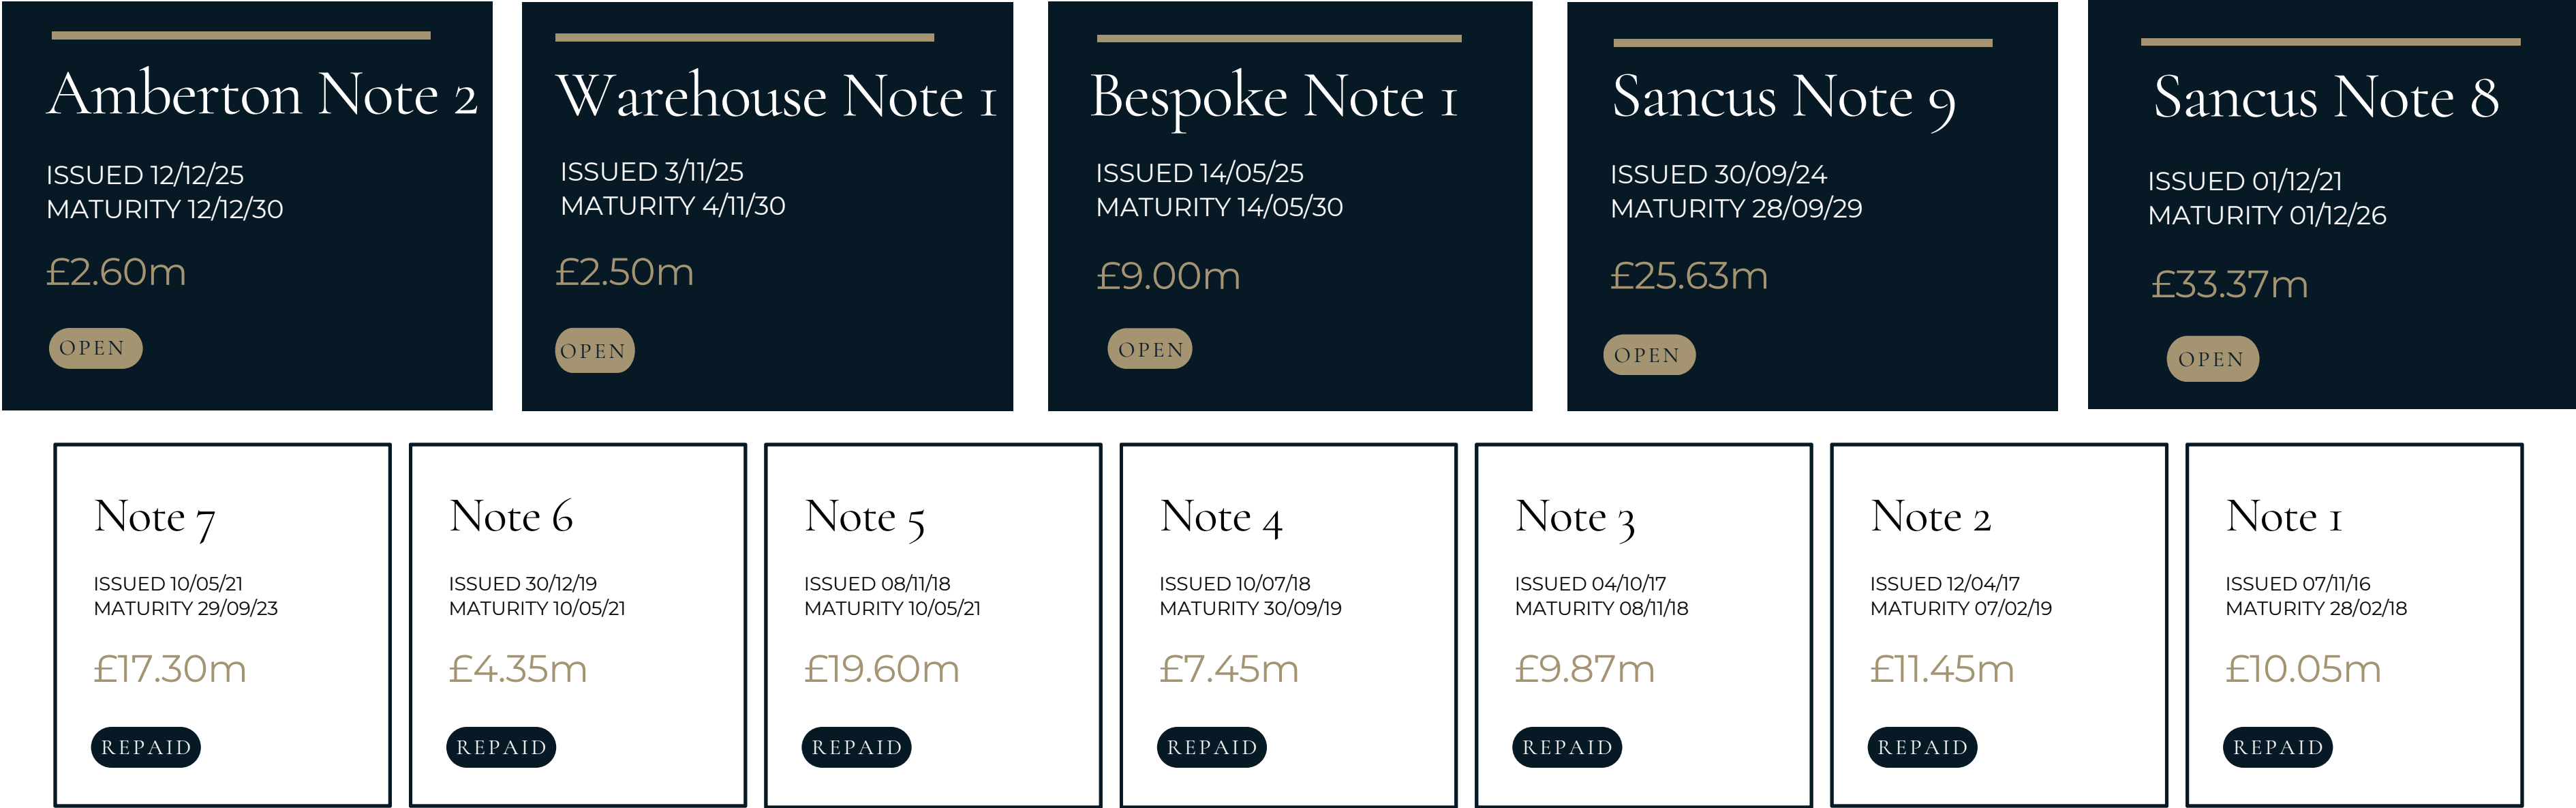 Amberton Note 2
ISSUED 12/12/25
MATURITY 12/12/30
£2.60m
OPEN
Warehouse Note 1
ISSUED 3/11/25
MATURITY 4/11/30
£2.50m
OPEN
Bespoke Note 1
ISSUED 14/05/25
MATURITY 14/05/30
£9.00m
OPEN
Sancus Note 9
ISSUED 30/09/24
MATURITY 28/09/29
£25.63m
OPEN
Sancus Note 8
ISSUED 01/12/21
MATURITY 01/12/26
£33.37m
OPEN
Note 7
ISSUED 10/05/21
MATURITY 29/09/23
£17.30m
REPAID
Note 6
ISSUED 30/12/19
MATURITY 10/05/21
£4.35m
REPAID
Note 5
ISSUED 08/11/18
MATURITY 10/05/21
£19.60m
REPAID
Note 4
ISSUED 10/07/18
MATURITY 30/09/19
£7.45m
REPAID
Note 3
ISSUED 04/10/17
MATURITY 08/11/18
£9.87m
REPAID
Note 2
ISSUED 12/04/17
MATURITY 07/02/19
£11.45m
REPAID
Note 1
ISSUED 07/11/16
MATURITY 28/02/18
£10.05m
REPAID